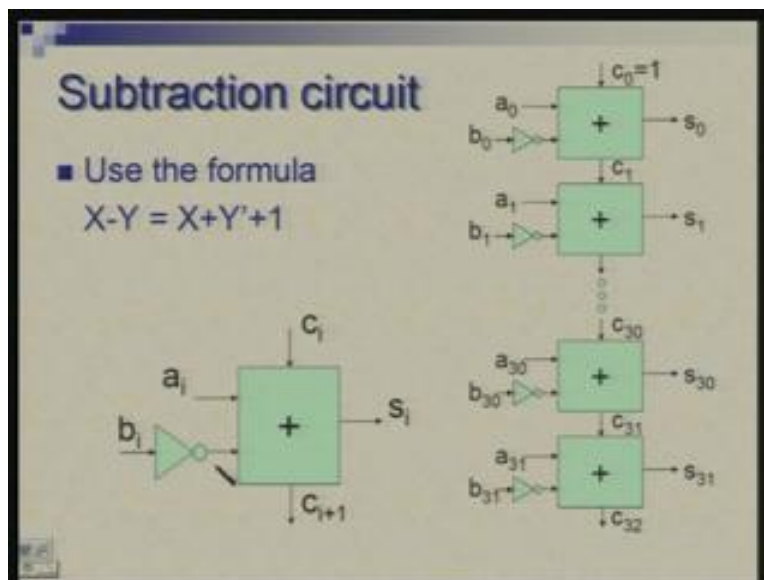 Subtraction circuit
Use the formula
X-Y = X+Y'+1
c₀=1
a₀
b₀
+
s₀
c₁
a₁
b₁
+
s₁
c₃₀
a₃₀
b₃₀
+
s₃₀
c₃₁
a₃₁
b₃₁
+
s₃₁
c₃₂
cᵢ
aᵢ
bᵢ
+
sᵢ
cᵢ₊₁